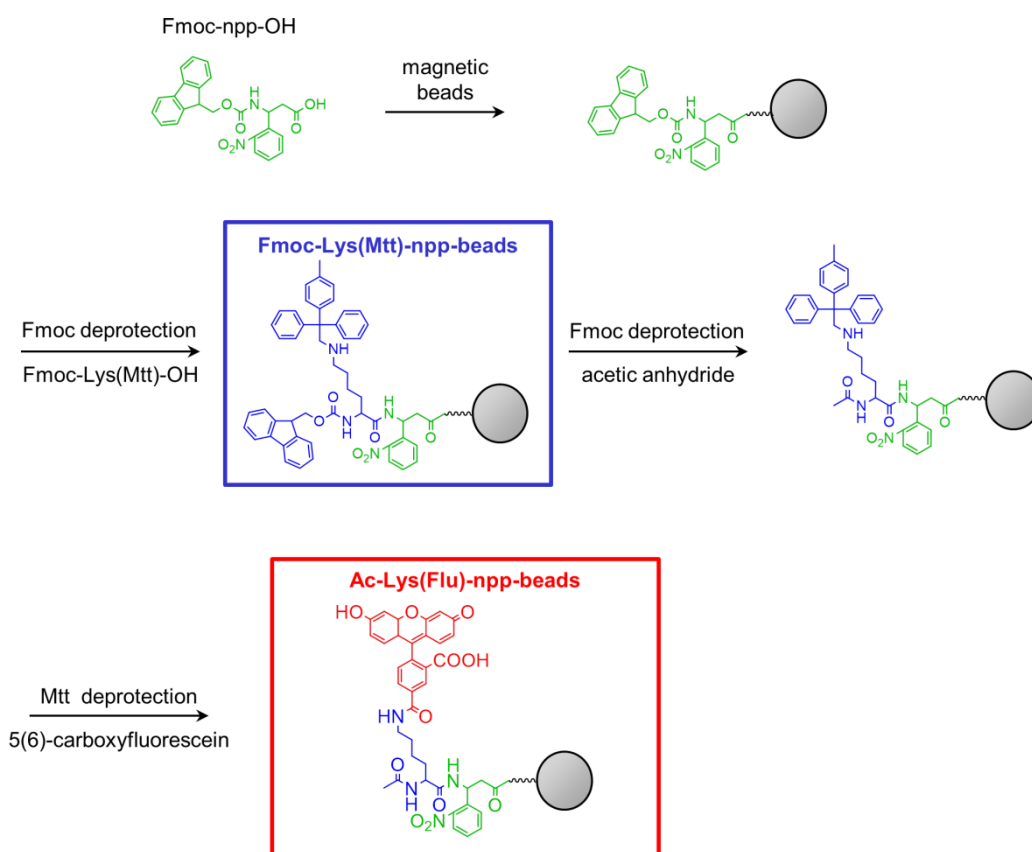 Fmoc-npp-OH
magnetic
beads
O
H
N
O
OH
O
O2N
O
H
N
O
O
O2N
Fmoc-Lys(Mtt)-npp-beads
Fmoc deprotection
Fmoc-Lys(Mtt)-OH
NH
O
O
N
H
O
H
N
O
O2N
Fmoc deprotection
acetic anhydride
NH
O
N
H
O
H
N
O
O2N
Ac-Lys(Flu)-npp-beads
HO
O
O
COOH
Mtt deprotection
5(6)-carboxyfluorescein
HN
O
O
N
H
O
H
N
O
O2N